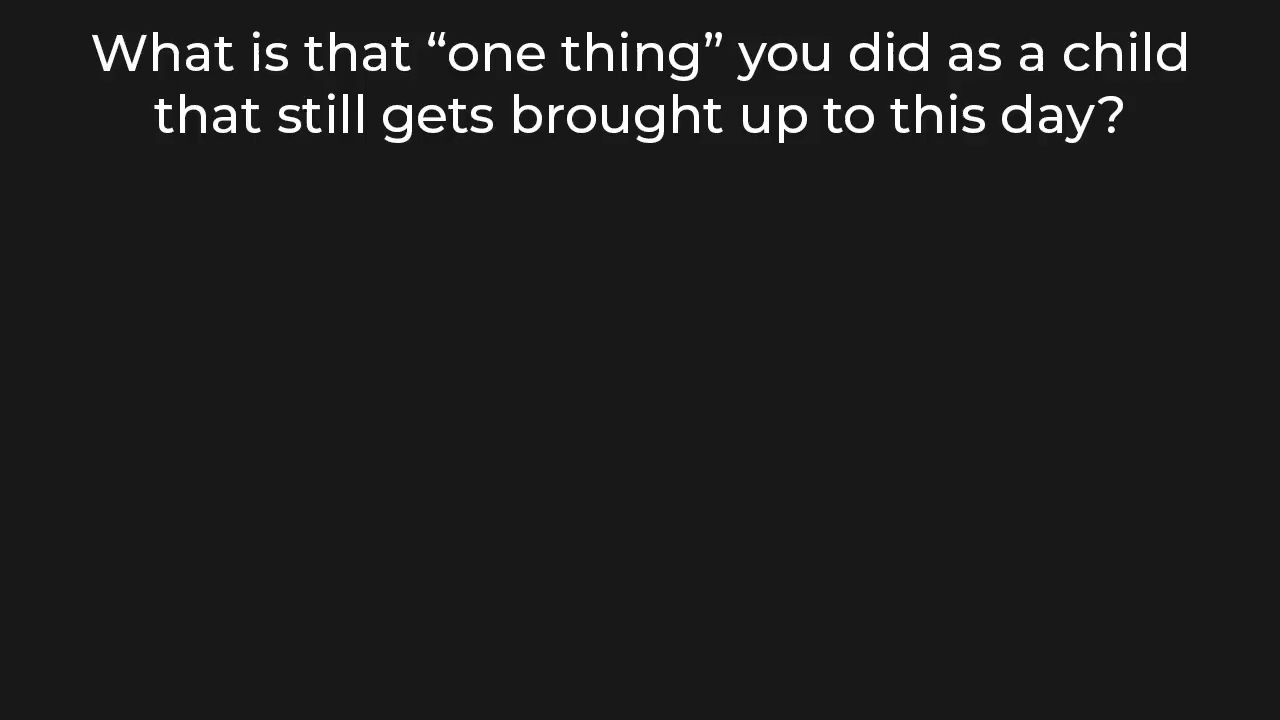 What is that “one thing” you did as a child
that still gets brought up to this day?